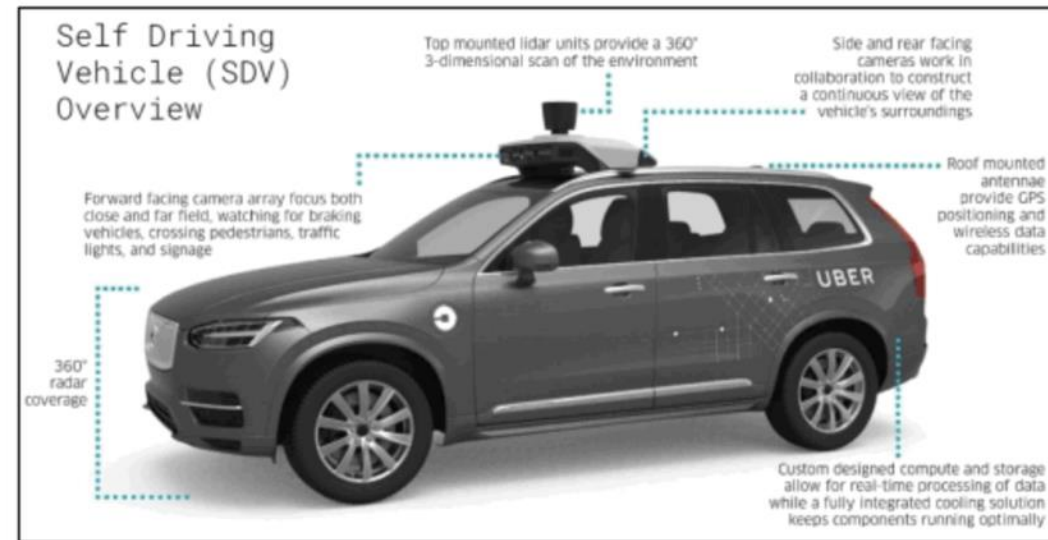 Self Driving
Vehicle (SDV)
Overview
Top mounted lidar units provide a 360°
3-dimensional scan of the environment
Side and rear facing
cameras work in
collaboration to construct
a continuous view of the
vehicle's surroundings
Forward facing camera array focus both
close and far field, watching for braking
vehicles, crossing pedestrians, traffic
lights, and signage
Roof mounted
antennae
provide GPS
positioning and
wireless data
capabilities
UBER
360°
radar
coverage
Custom designed compute and storage
allow for real-time processing of data
while a fully integrated cooling solution
keeps components running optimally